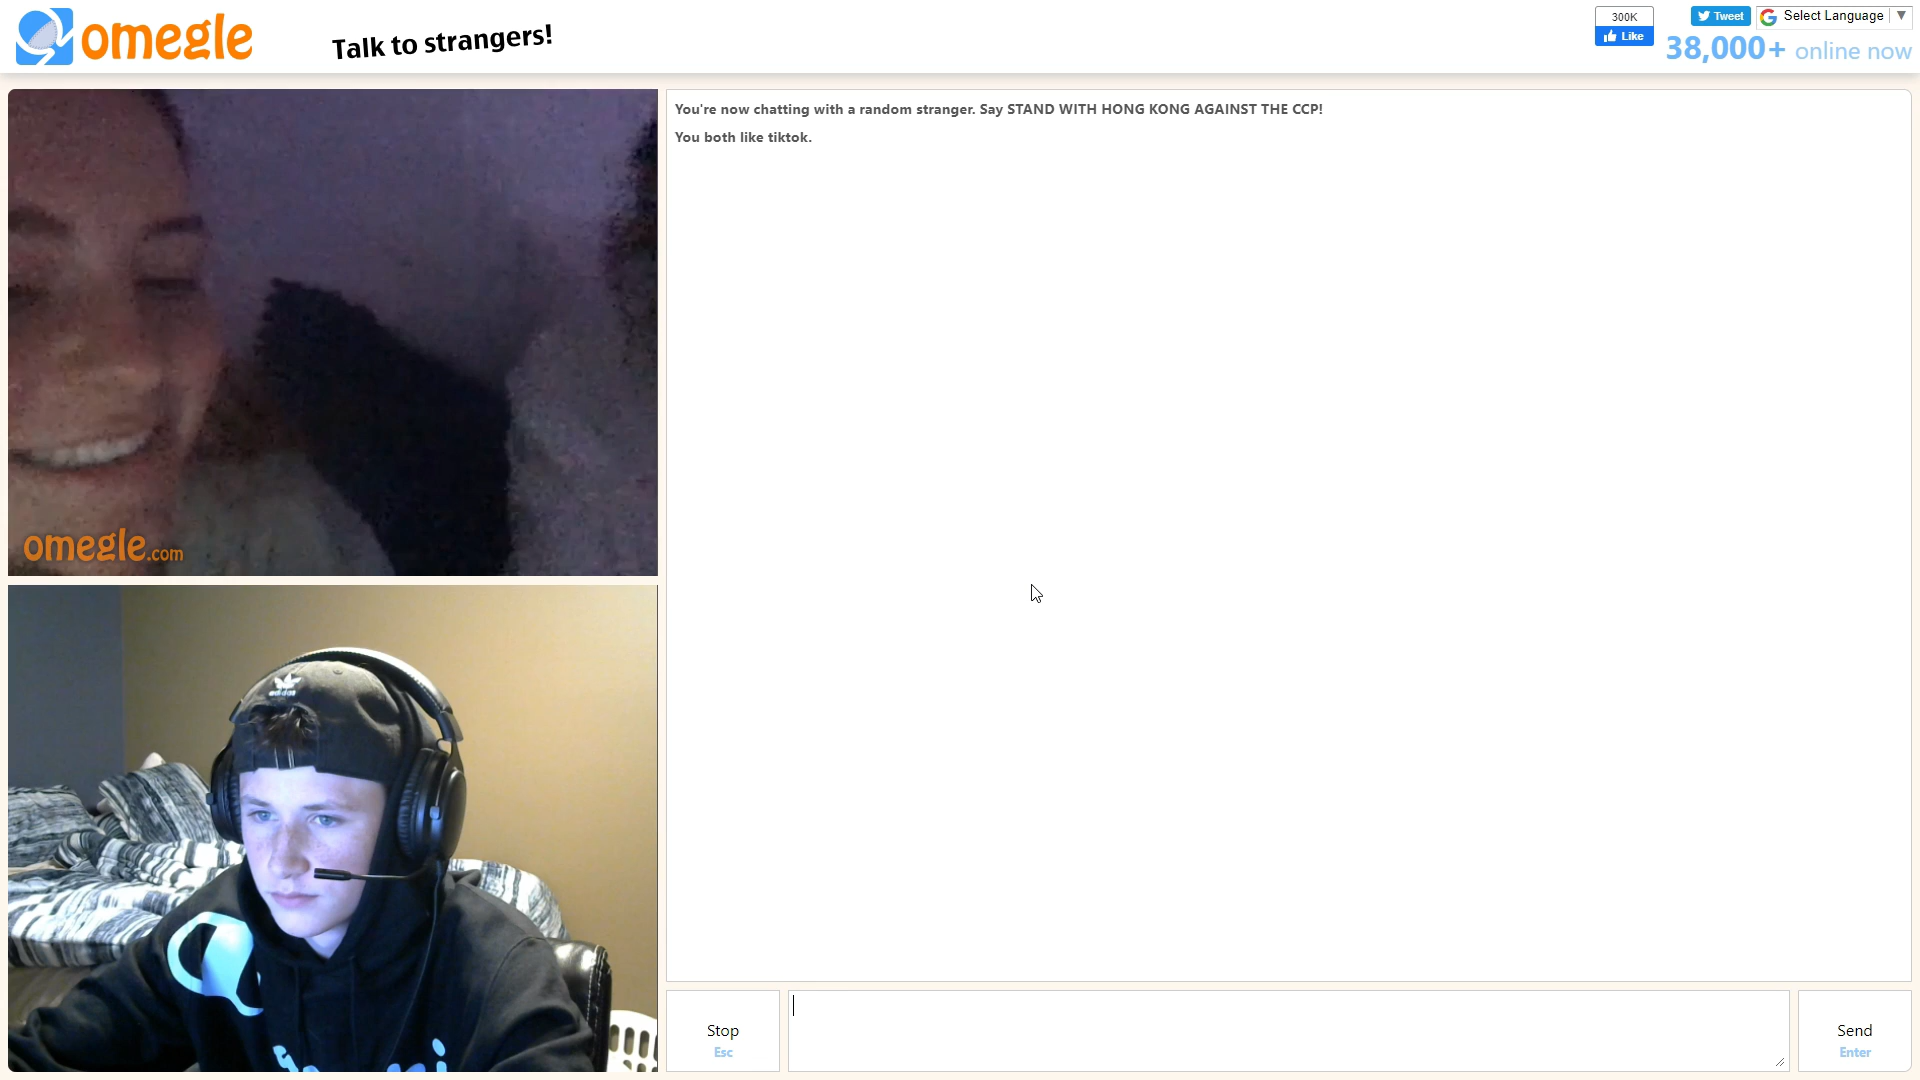 omegle
Talk to strangers!
300K
Like
Tweet
Select Language
38,000+ online now
You're now chatting with a random stranger. Say STAND WITH HONG KONG AGAINST THE CCP!
You both like tiktok.
omegle.com
adidas
Stop
Esc
Send
Enter